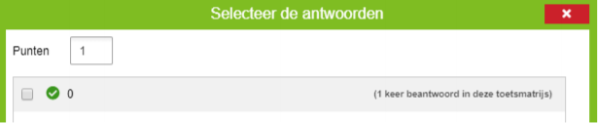 Selecteer de antwoorden
Punten 1
0 (1 keer beantwoord in deze toetsmatrijs)